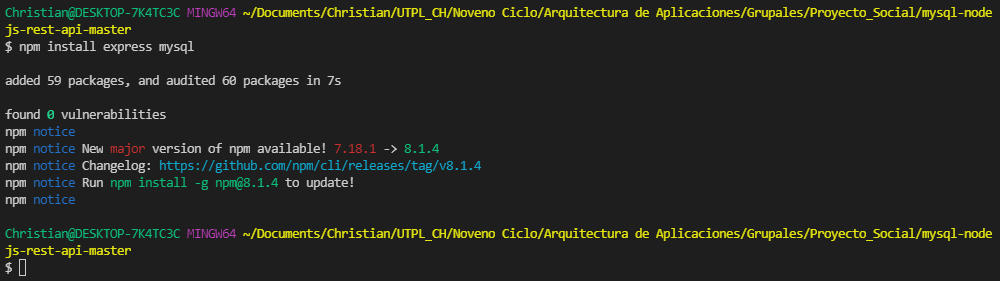 Christian@DESKTOP-7K4TC3C MINGW64 ~/Documents/Christian/UTPL_CH/Noveno Ciclo/Arquitectura de Aplicaciones/Grupales/Proyecto_Social/mysql-node
js-rest-api-master
$ npm install express mysql
added 59 packages, and audited 60 packages in 7s
found 0 vulnerabilities
npm notice
npm notice New major version of npm available! 7.18.1 -> 8.1.4
npm notice Changelog: https://github.com/npm/cli/releases/tag/v8.1.4
npm notice Run npm install -g npm@8.1.4 to update!
npm notice
Christian@DESKTOP-7K4TC3C MINGW64 ~/Documents/Christian/UTPL_CH/Noveno Ciclo/Arquitectura de Aplicaciones/Grupales/Proyecto_Social/mysql-node
js-rest-api-master
$